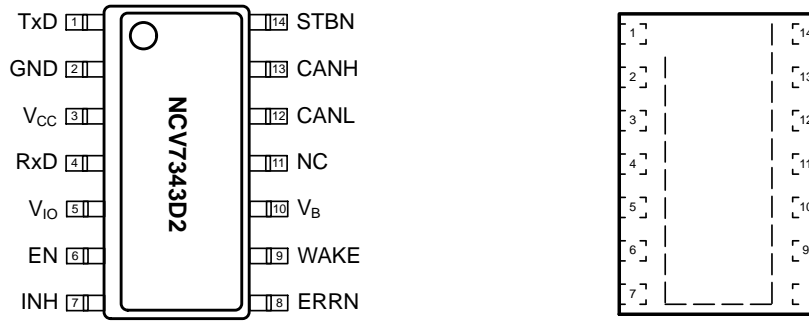 TxD 1
GND 2
VCC 3
RxD 4
VIO 5
EN 6
INH 7
NCV7343D2
14 STBN
13 CANH
12 CANL
11 NC
10 VB
9 WAKE
8 ERRN
1
2
3
4
5
6
7
14
13
12
11
10
9